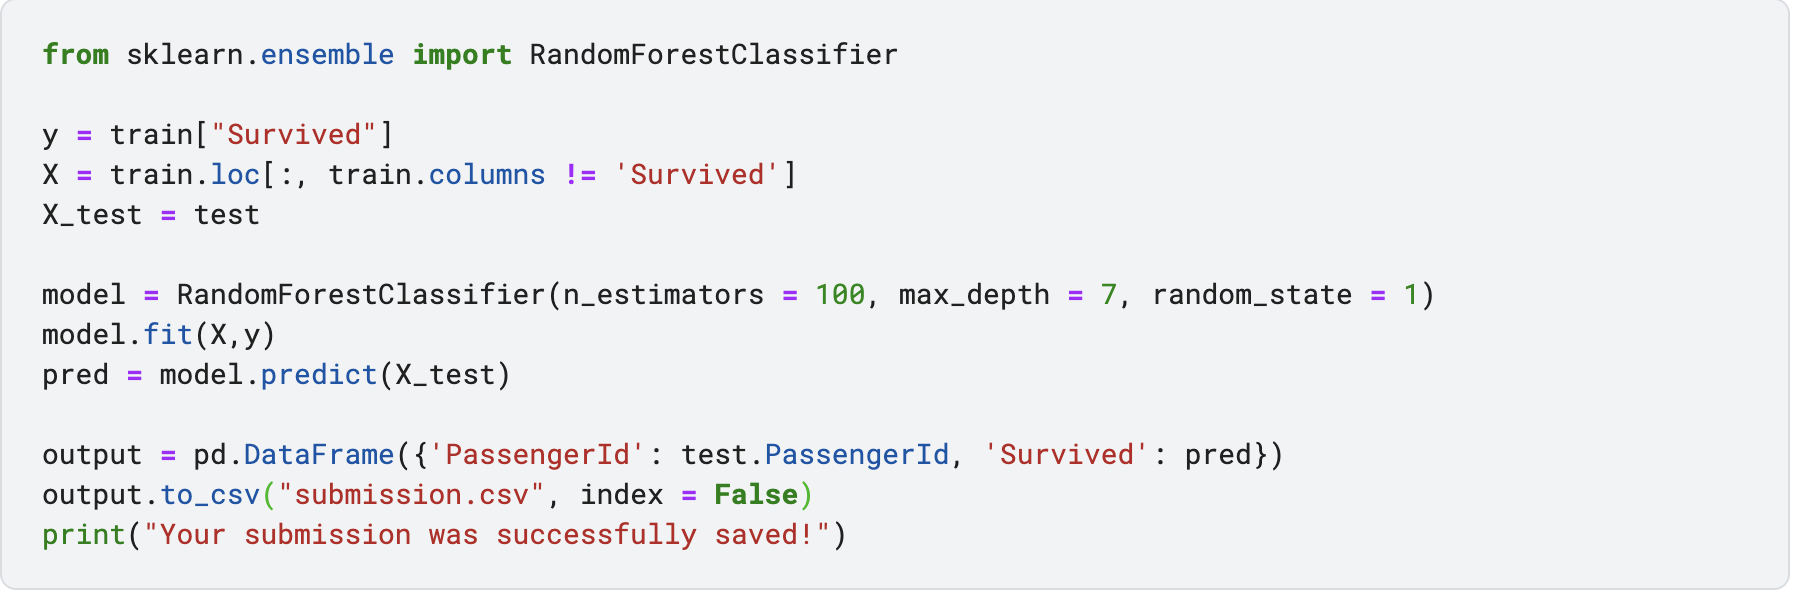 from sklearn.ensemble import RandomForestClassifier
y = train["Survived"]
X = train.loc[:, train.columns != 'Survived']
X_test = test
model = RandomForestClassifier(n_estimators = 100, max_depth = 7, random_state = 1)
model.fit(X,y)
pred = model.predict(X_test)
output = pd.DataFrame({'PassengerId': test.PassengerId, 'Survived': pred})
output.to_csv("submission.csv", index = False)
print("Your submission was successfully saved!")